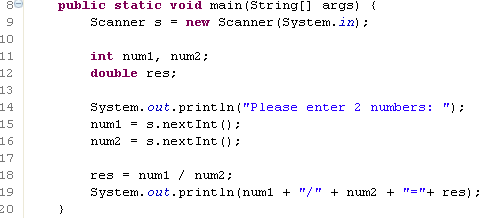 8 public static void main(String[] args) {
9 Scanner s = new Scanner(System.in);
10
11 int num1, num2;
12 double res;
13
14 System.out.println("Please enter 2 numbers: ");
15 num1 = s.nextInt();
16 num2 = s.nextInt();
17
18 res = num1 / num2;
19 System.out.println(num1 + "/" + num2 + "="+ res);
20 }